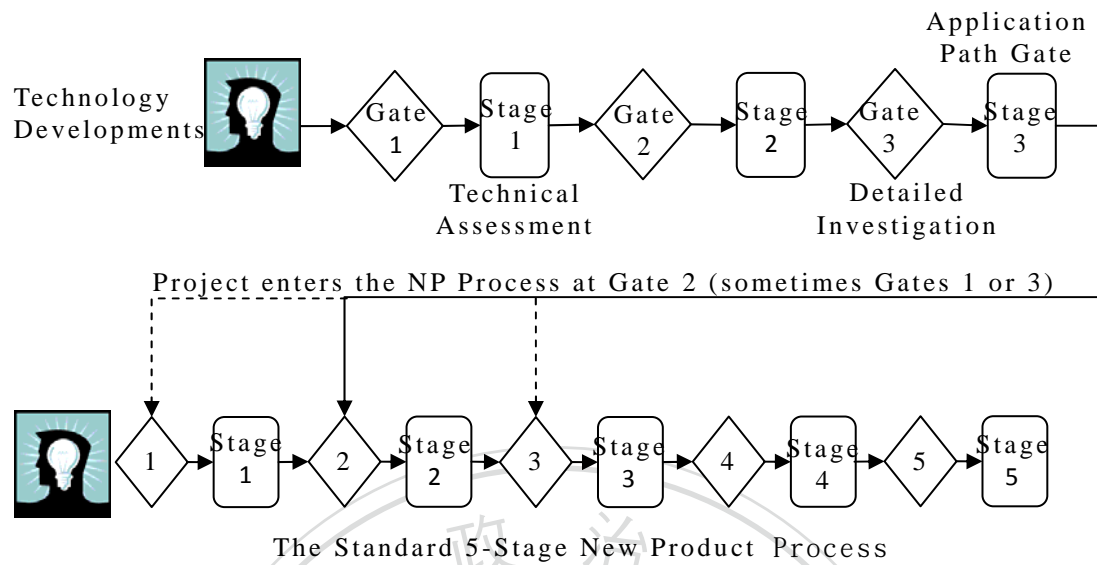 Application
Path Gate
Technology
Developments
Gate
1
Stage
1
Gate
2
Stage
2
Gate
3
Stage
3
Technical
Assessment
Detailed
Investigation
Project enters the NP Process at Gate 2 (sometimes Gates 1 or 3)
1
Stage
1
2
Stage
2
3
Stage
3
4
Stage
4
5
Stage
5
政治
The Standard 5-Stage New Product Process